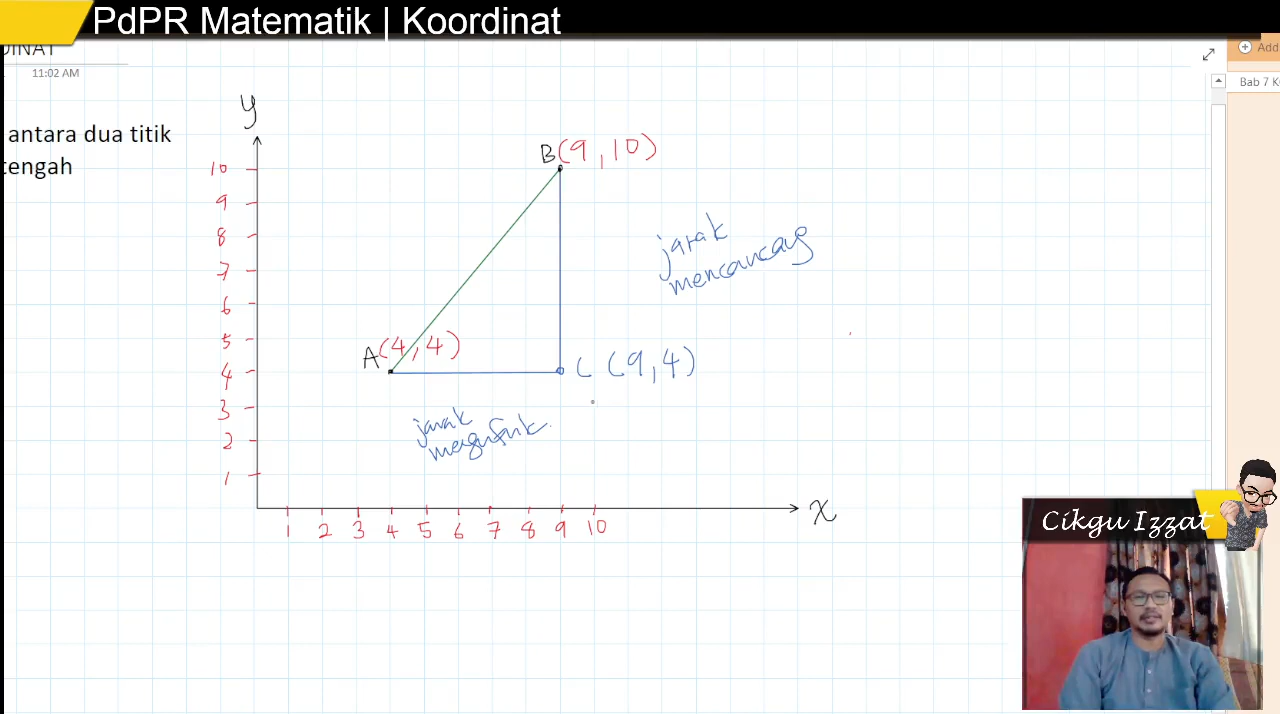 PdPR Matematik | Koordinat
DINAT
11:02 AM
Add
Bab 7 K
antara dua titik
tengah
y
10
9
8
7
6
5
4
3
2
1
B(9,10)
jarak
mencancang
A(4,4)
C (9,4)
jarak
1 2 3 4 5 6 7 8 9 10
x
Cikgu Izzat